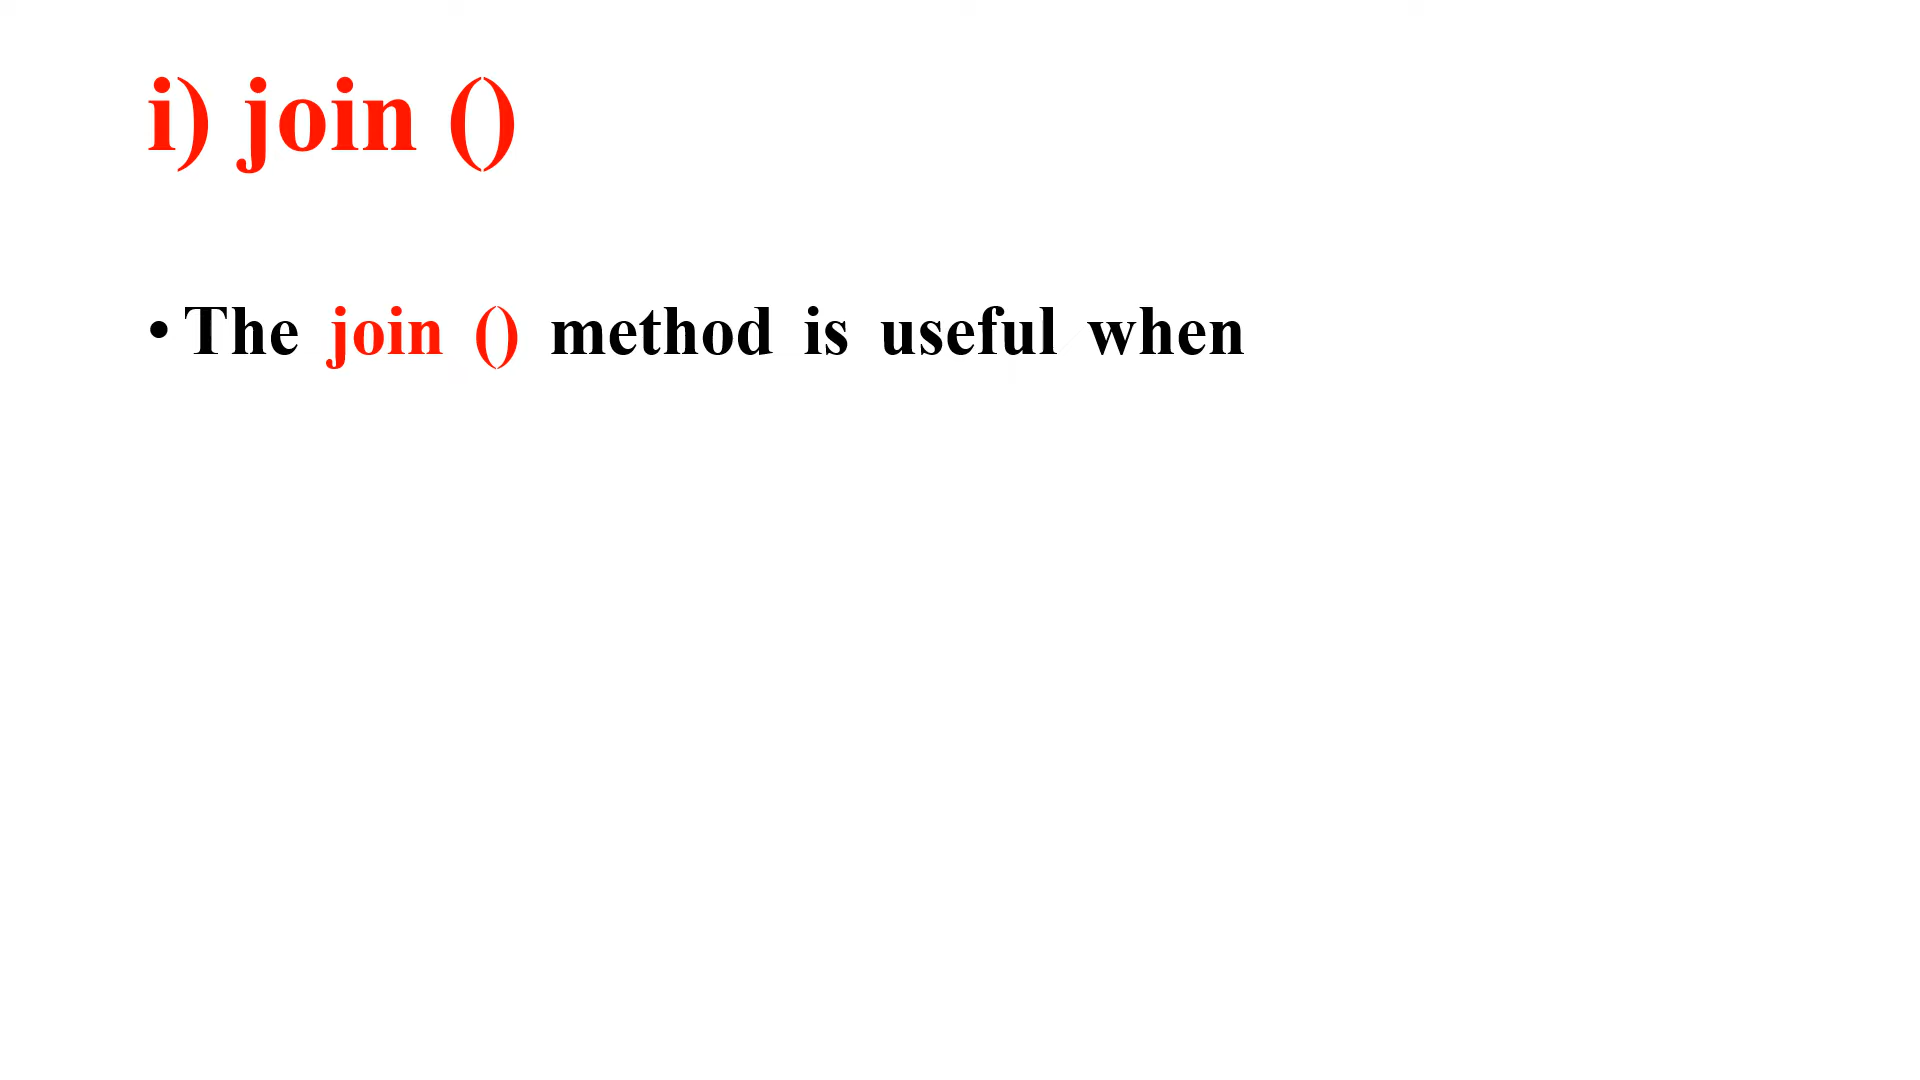 i) join ()
• The join () method is useful when